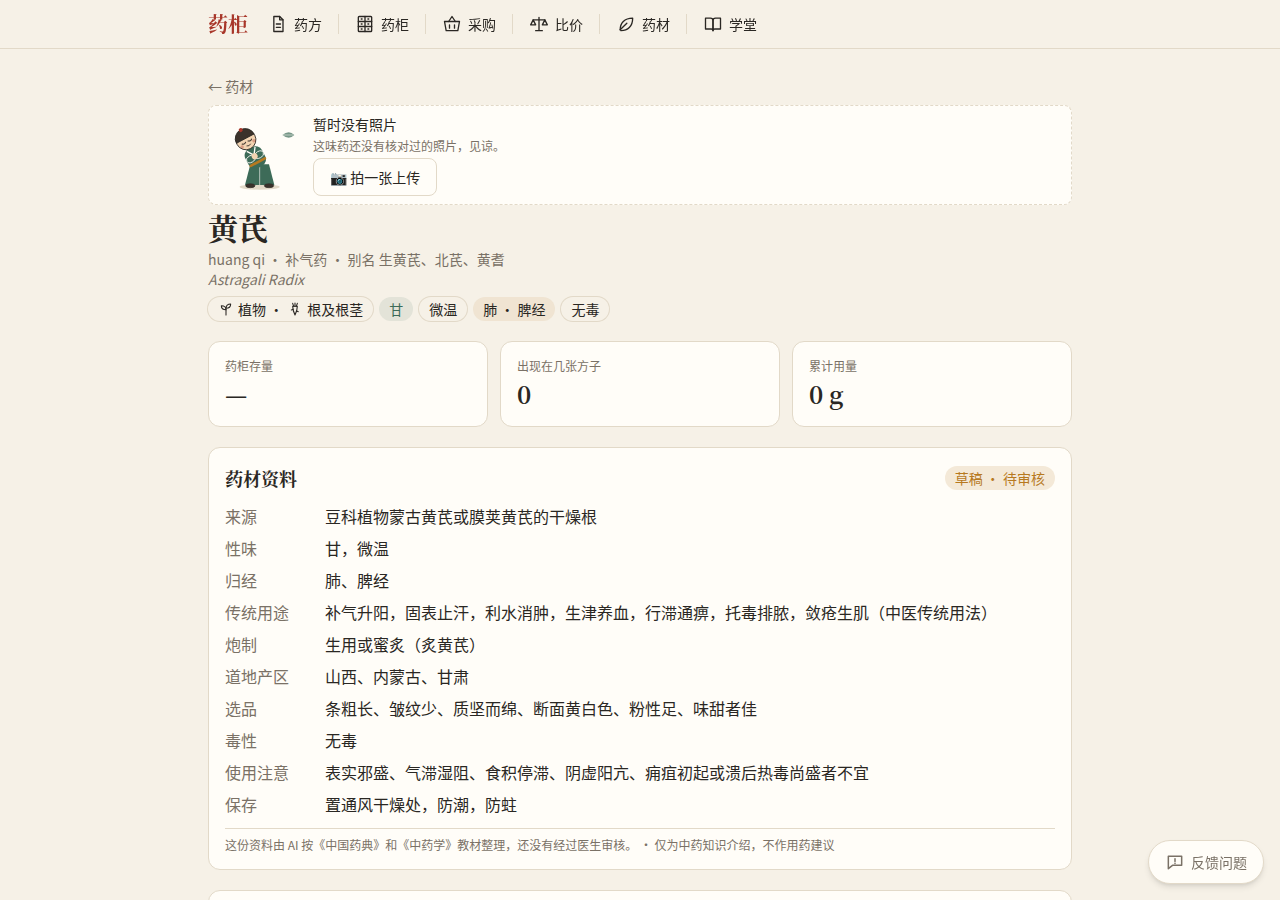 药柜
药方
药柜
采购
比价
药材
学堂
← 药材
暂时没有照片
这味药还没有核对过的照片，见谅。
📷 拍一张上传
黄芪
huang qi · 补气药 · 别名 生黄芪、北芪、黄耆
Astragali Radix
植物 · 根及根茎
甘
微温
肺 · 脾经
无毒
药柜存量
—
出现在几张方子
0
累计用量
0 g
药材资料
草稿 · 待审核
来源 豆科植物蒙古黄芪或膜荚黄芪的干燥根
性味 甘，微温
归经 肺、脾经
传统用途 补气升阳，固表止汗，利水消肿，生津养血，行滞通痹，托毒排脓，敛疮生肌（中医传统用法）
炮制 生用或蜜炙（炙黄芪）
道地产区 山西、内蒙古、甘肃
选品 条粗长、皱纹少、质坚而绵、断面黄白色、粉性足、味甜者佳
毒性 无毒
使用注意 表实邪盛、气滞湿阻、食积停滞、阴虚阳亢、痈疽初起或溃后热毒尚盛者不宜
保存 置通风干燥处，防潮，防蛀
这份资料由 AI 按《中国药典》和《中药学》教材整理，还没有经过医生审核。 · 仅为中药知识介绍，不作用药建议
反馈问题